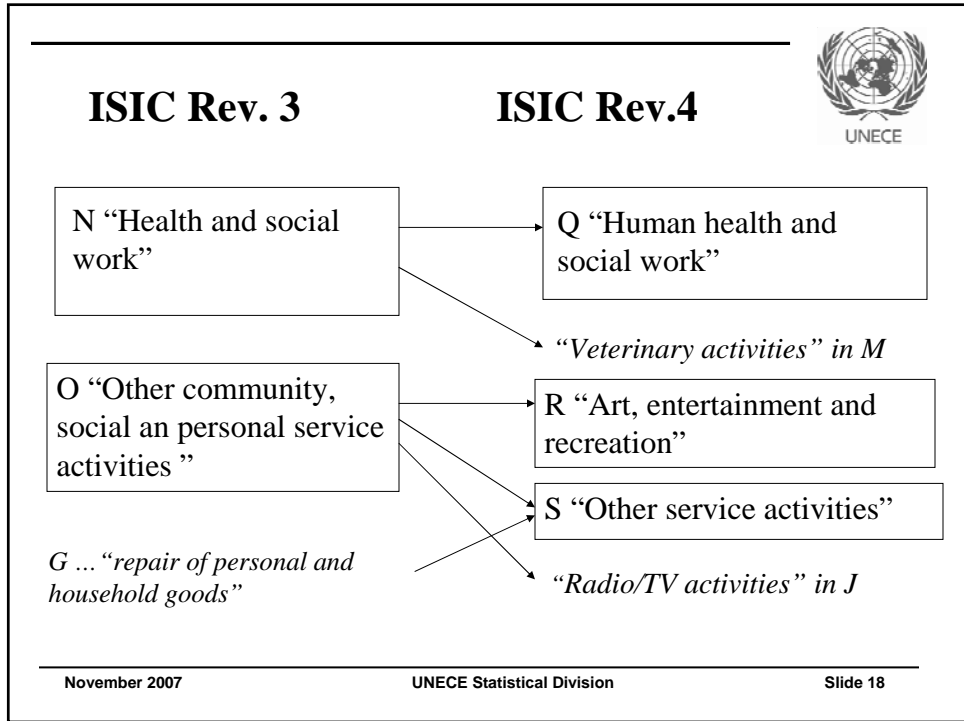 ISIC Rev. 3
ISIC Rev.4
UNECE
N “Health and social
work”
Q “Human health and
social work”
“Veterinary activities” in M
O “Other community,
social an personal service
activities ”
R “Art, entertainment and
recreation”
S “Other service activities”
G …“repair of personal and
household goods”
“Radio/TV activities” in J
November 2007
UNECE Statistical Division
Slide 18